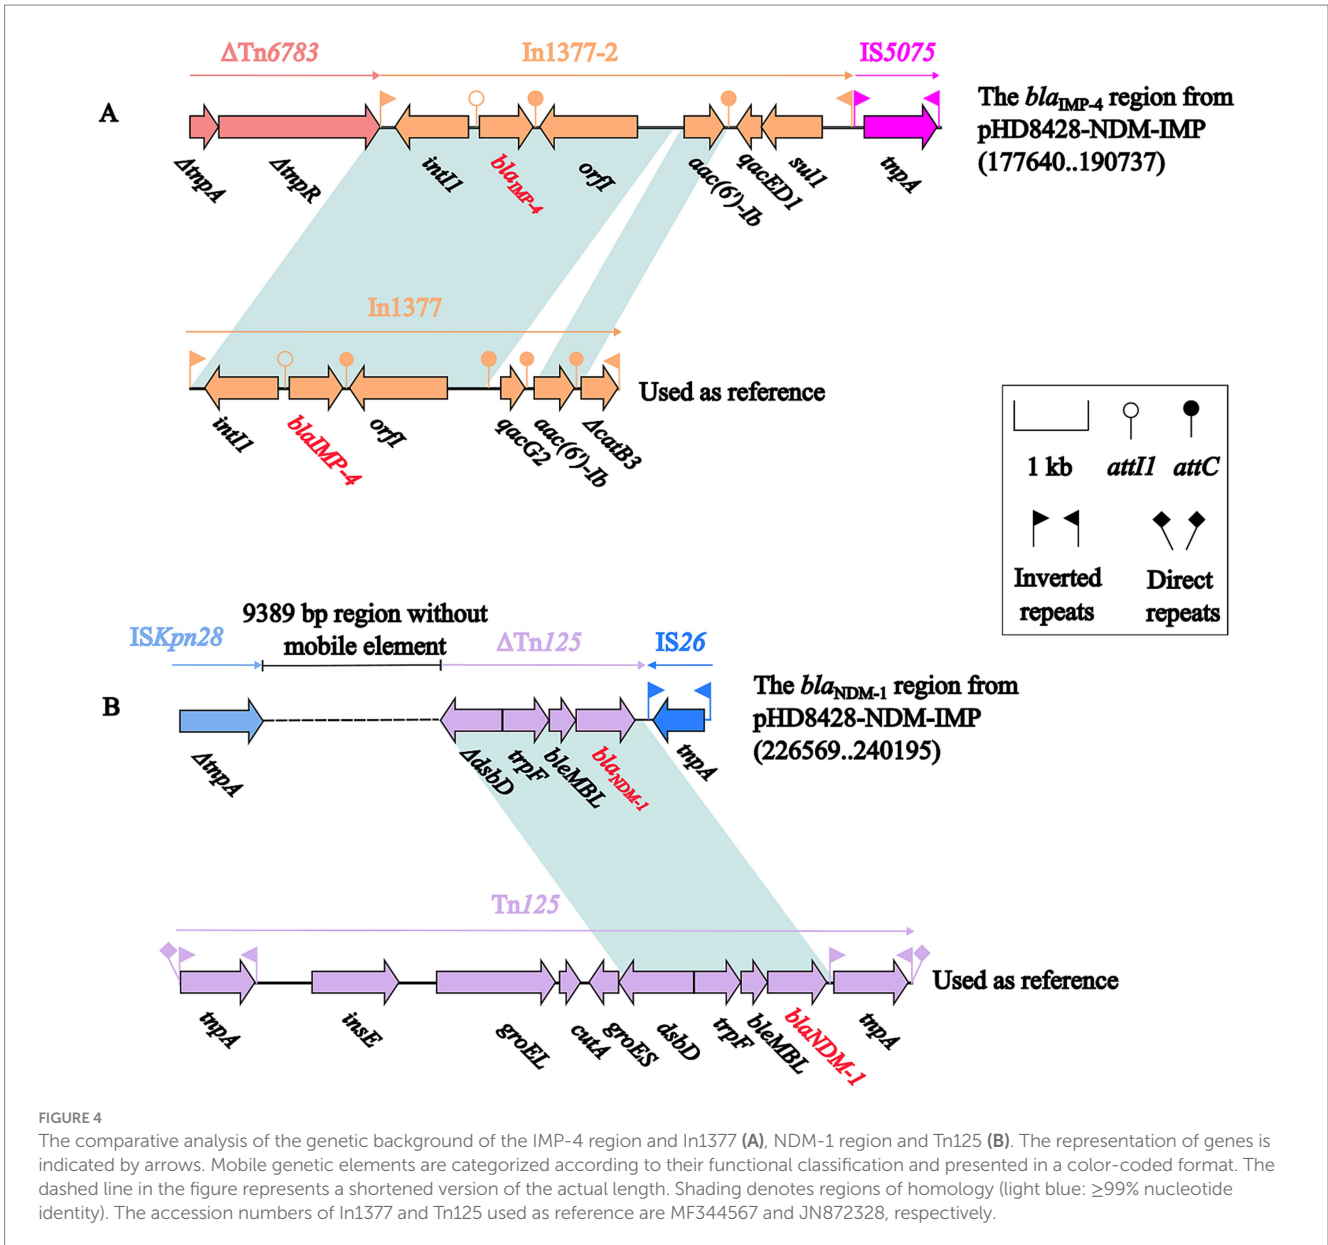 ΔTn6783
In1377-2
IS5075
A
The blaIMP-4 region from
pHD8428-NDM-IMP
(177640..190737)
ΔtnpA
ΔtnpR
intI1
blaIMP-4
orfI
aac(6')-Ib
qacED1
sul1
tnpA
In1377
Used as reference
intI1
blaIMP-4
orfI
qacG2
aac(6')-Ib
ΔcatB3
1 kb
attI1
attC
Inverted
repeats
Direct
repeats
ISKpn28
9389 bp region without
mobile element
ΔTn125
IS26
B
The blaNDM-1 region from
pHD8428-NDM-IMP
(226569..240195)
ΔtnpA
ΔdsbD
trpF
bleMBL
blaNDM-1
tnpA
Tn125
Used as reference
tnpA
insE
groEL
cutA
groES
dsbD
trpF
bleMBL
blaNDM-1
tnpA
FIGURE 4
The comparative analysis of the genetic background of the IMP-4 region and In1377 (A), NDM-1 region and Tn125 (B). The representation of genes is
indicated by arrows. Mobile genetic elements are categorized according to their functional classification and presented in a color-coded format. The
dashed line in the figure represents a shortened version of the actual length. Shading denotes regions of homology (light blue: ≥99% nucleotide
identity). The accession numbers of In1377 and Tn125 used as reference are MF344567 and JN872328, respectively.